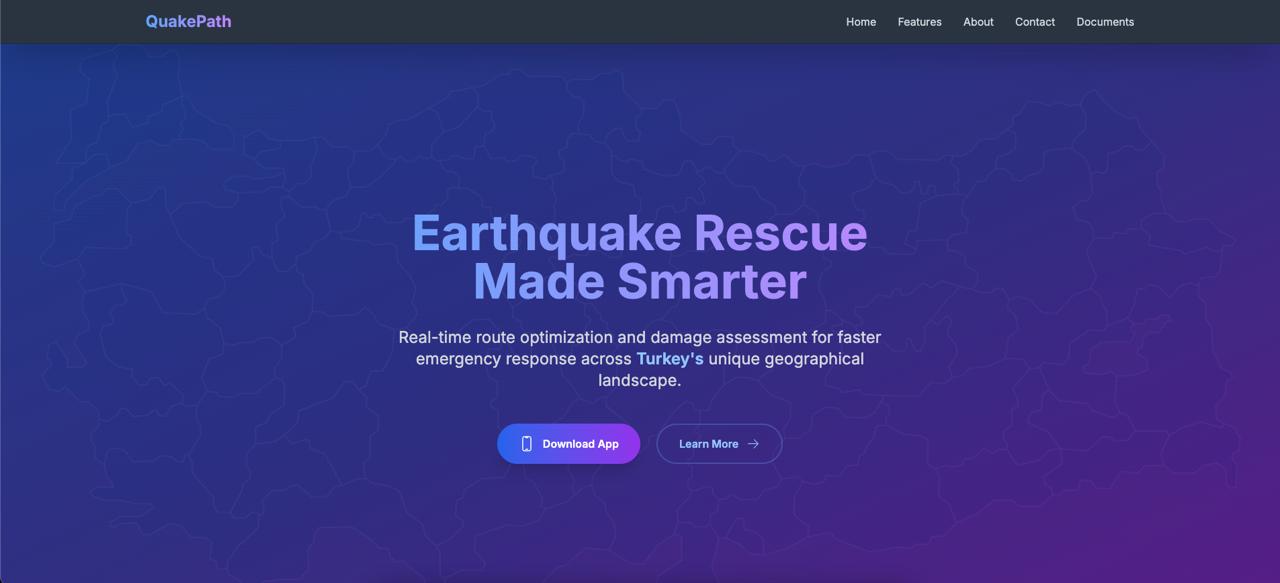 QuakePath
Home Features About Contact Documents
Earthquake Rescue
Made Smarter
Real-time route optimization and damage assessment for faster
emergency response across Turkey's unique geographical
landscape.
Download App
Learn More